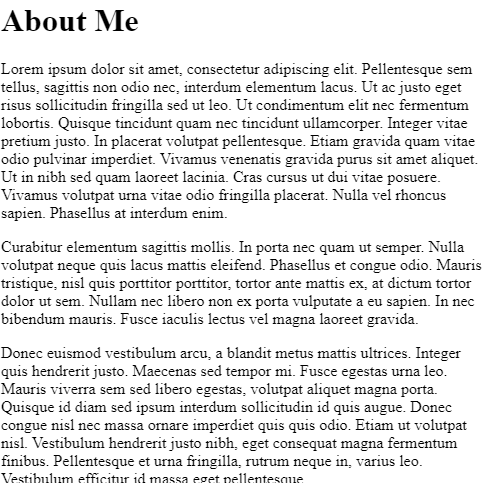 About Me
Lorem ipsum dolor sit amet, consectetur adipiscing elit. Pellentesque sem
tellus, sagittis non odio nec, interdum elementum lacus. Ut ac justo eget
risus sollicitudin fringilla sed ut leo. Ut condimentum elit nec fermentum
lobortis. Quisque tincidunt quam nec tincidunt ullamcorper. Integer vitae
pretium justo. In placerat volutpat pellentesque. Etiam gravida quam vitae
odio pulvinar imperdiet. Vivamus venenatis gravida purus sit amet aliquet.
Ut in nibh sed quam laoreet lacinia. Cras cursus ut dui vitae posuere.
Vivamus volutpat urna vitae odio fringilla placerat. Nulla vel rhoncus
sapien. Phasellus at interdum enim.
Curabitur elementum sagittis mollis. In porta nec quam ut semper. Nulla
volutpat neque quis lacus mattis eleifend. Phasellus et congue odio. Mauris
tristique, nisl quis porttitor porttitor, tortor ante mattis ex, at dictum tortor
dolor ut sem. Nullam nec libero non ex porta vulputate a eu sapien. In nec
bibendum mauris. Fusce iaculis lectus vel magna laoreet gravida.
Donec euismod vestibulum arcu, a blandit metus mattis ultrices. Integer
quis hendrerit justo. Maecenas sed tempor mi. Fusce egestas urna leo.
Mauris viverra sem sed libero egestas, volutpat aliquet magna porta.
Quisque id diam sed ipsum interdum sollicitudin id quis augue. Donec
congue nisl nec massa ornare imperdiet quis quis odio. Etiam ut volutpat
nisl. Vestibulum hendrerit justo nibh, eget consequat magna fermentum
finibus. Pellentesque et urna fringilla, rutrum neque in, varius leo.
Vestibulum efficitur id massa eget pellentesque.